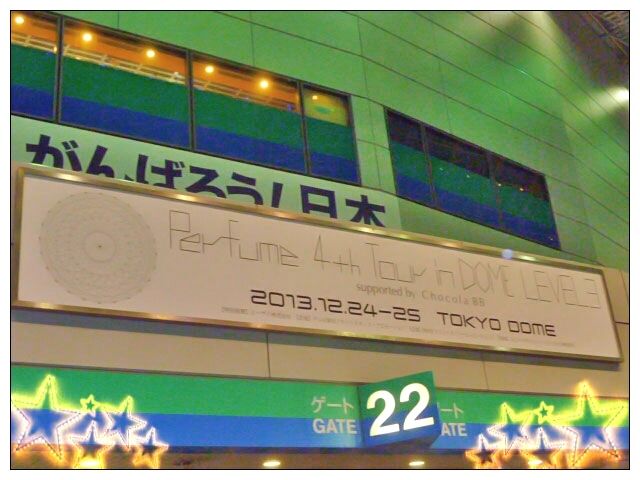 がんばろう!日本
Perfume 4th Tour in DOME LEVEL3
supported by Chocola BB
2013.12.24-25 TOKYO DOME
ゲート 22 ート
GATE GATE